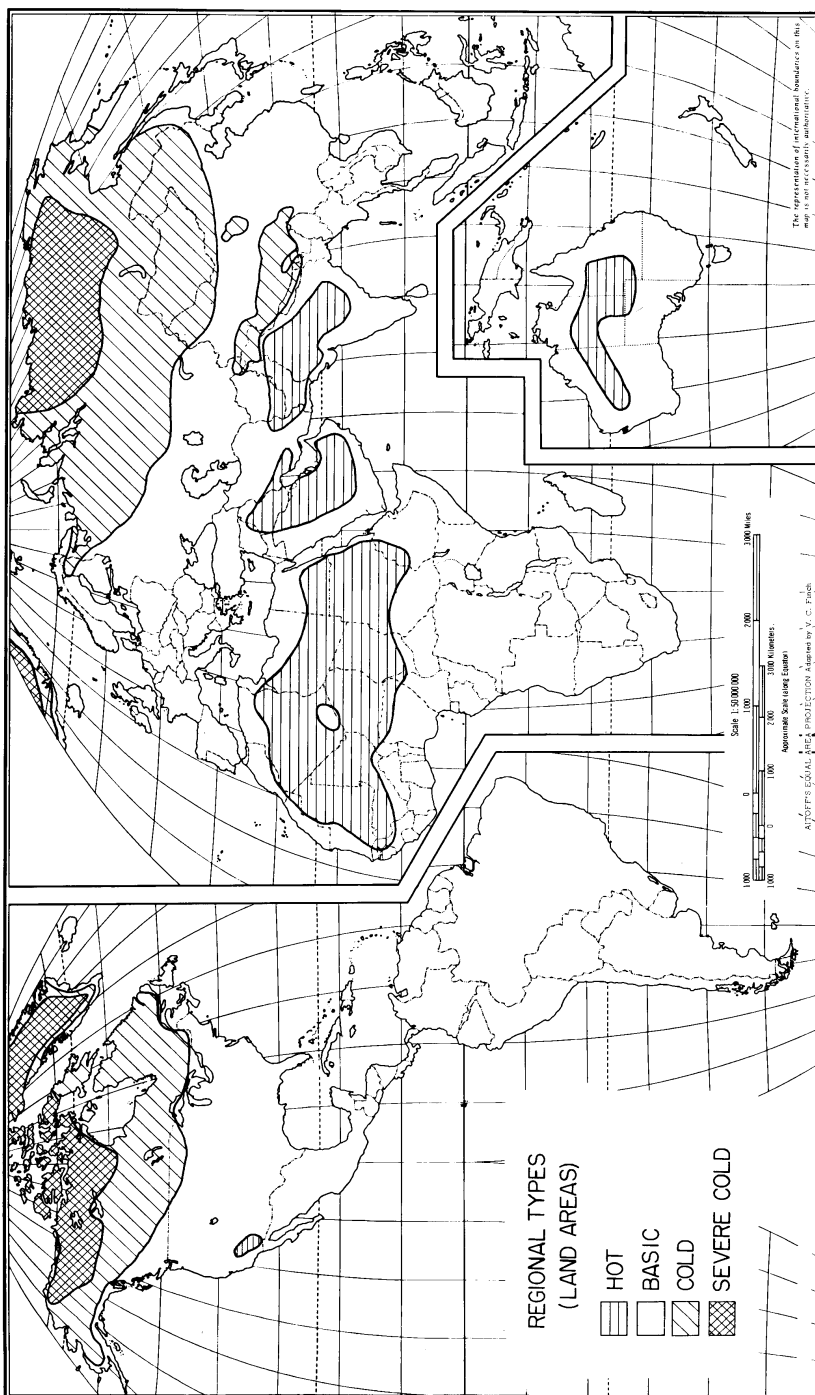 REGIONAL TYPES
(LAND AREAS)
HOT
BASIC
COLD
SEVERE COLD
Scale 1: 50 000 000
1000 0 1000 2000 3000 Miles
1000 0 1000 2000 3000 Kilometers
Approximate Scale (along Equator)
AITOFF'S EQUAL AREA PROJECTION Adapted by V. C. Finch
The representation of international boundaries on this
map is not necessarily authoritative.